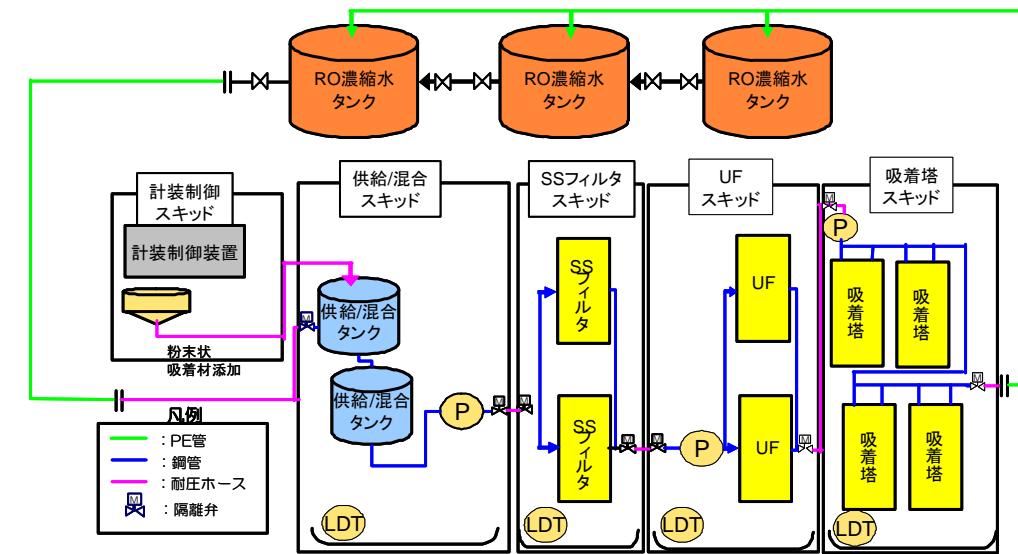 RO濃縮水
タンク
RO濃縮水
タンク
RO濃縮水
タンク
計装制御
スキッド
供給/混合
スキッド
SSフィルタ
スキッド
UF
スキッド
吸着塔
スキッド
計装制御装置
粉末状
吸着材添加
M
供給/混合
タンク
供給/混合
タンク
P
M
M
SS
フィルタ
SS
フィルタ
M
M
P
UF
UF
M
M
P
吸着塔
吸着塔
吸着塔
吸着塔
M
LDT
LDT
LDT
LDT
凡例
：PE管
：鋼管
：耐圧ホース
M
：隔離弁